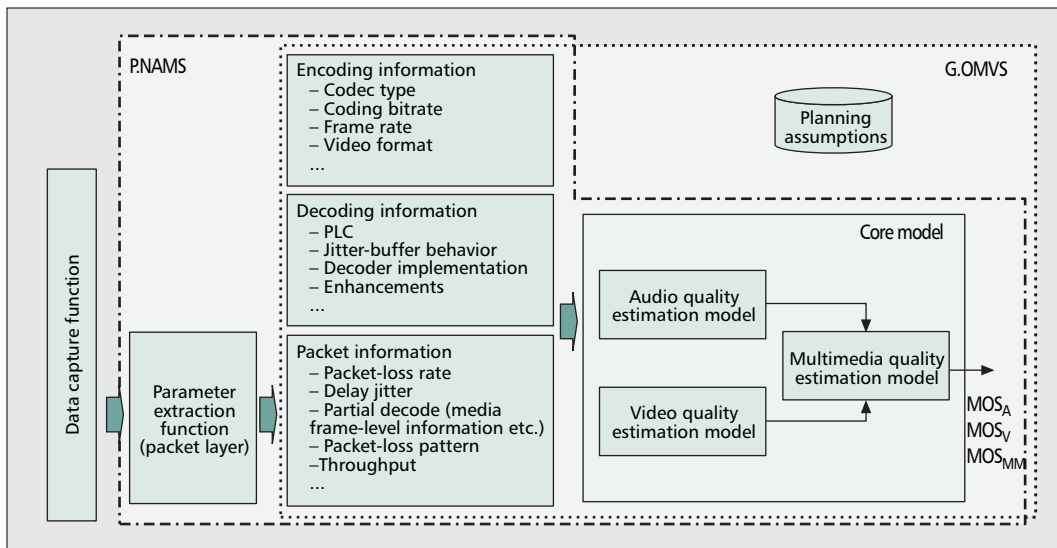 P.NAMS
G.OMVS
Data capture function
Parameter
extraction
function
(packet layer)
Encoding information
– Codec type
– Coding bitrate
– Frame rate
– Video format
...
Decoding information
– PLC
– Jitter-buffer behavior
– Decoder implementation
– Enhancements
...
Packet information
– Packet-loss rate
– Delay jitter
– Partial decode (media
frame-level information etc.)
– Packet-loss pattern
–Throughput
...
Planning
assumptions
Core model
Audio quality
estimation model
Video quality
estimation model
Multimedia quality
estimation model
MOSA
MOSV
MOSMM